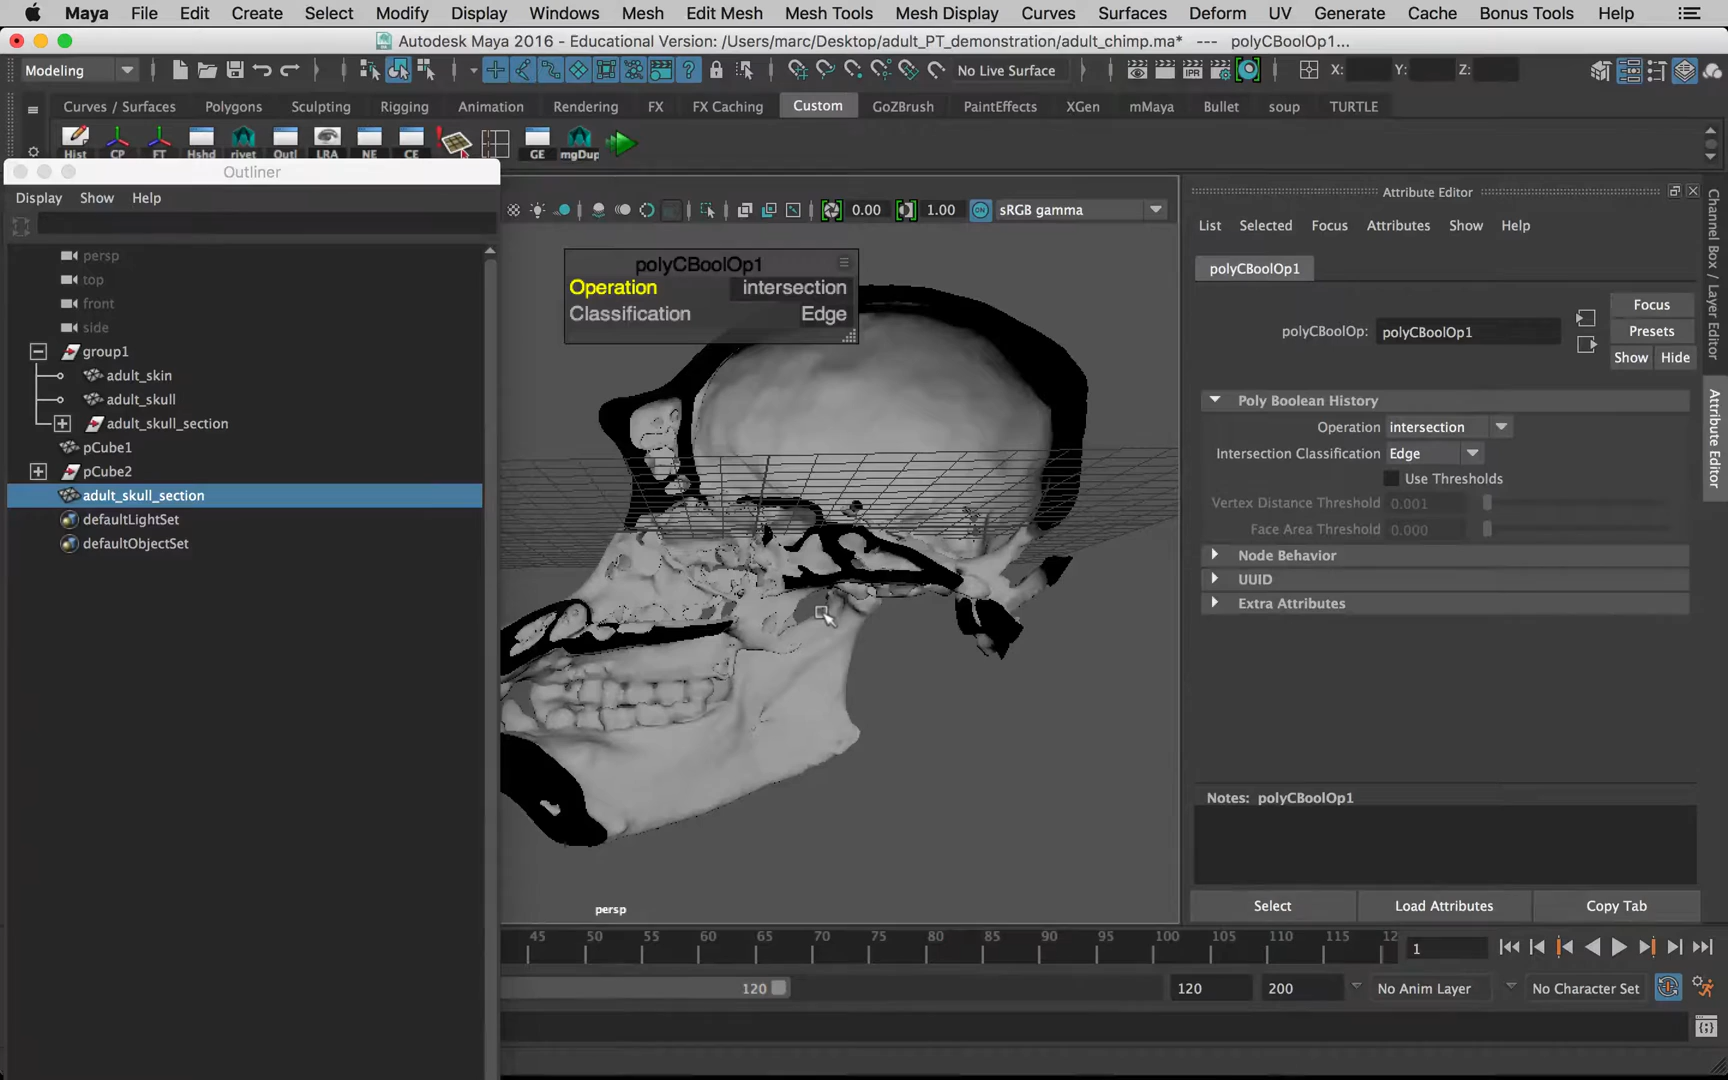 Maya File Edit Create Select Modify Display Windows Mesh Edit Mesh Mesh Tools Mesh Display Curves Surfaces Deform UV Generate Cache Bonus Tools Help
Autodesk Maya 2016 - Educational Version: /Users/marc/Desktop/adult_PT_demonstration/adult_chimp.ma* --- polyCBoolOp1...
Modeling No Live Surface X: Y: Z:
Curves / Surfaces Polygons Sculpting Rigging Animation Rendering FX FX Caching Custom GoZBrush PaintEffects XGen mMaya Bullet soup TURTLE
Hist CP FT Hshd rivet Outl LRA NE CE GE mgDup
Outliner
Display Show Help
persp
top
front
side
group1
adult_skin
adult_skull
adult_skull_section
pCube1
pCube2
adult_skull_section
defaultLightSet
defaultObjectSet
0.00 1.00 ON sRGB gamma
polyCBoolOp1
Operation intersection
Classification Edge
persp
Attribute Editor
List Selected Focus Attributes Show Help
polyCBoolOp1
polyCBoolOp: polyCBoolOp1
Focus
Presets
Show Hide
Poly Boolean History
Operation intersection
Intersection Classification Edge
Use Thresholds
Vertex Distance Threshold 0.001
Face Area Threshold 0.000
Node Behavior
UUID
Extra Attributes
Notes: polyCBoolOp1
Select Load Attributes Copy Tab
Channel Box / Layer Editor
Attribute Editor
45 50 55 60 65 70 75 80 85 90 95 100 105 110 115 12
1
120 120 200 No Anim Layer No Character Set